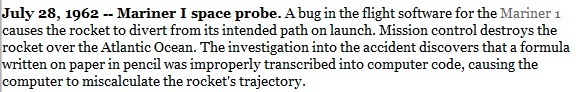 July 28, 1962 -- Mariner I space probe. A bug in the flight software for the Mariner 1
causes the rocket to divert from its intended path on launch. Mission control destroys the
rocket over the Atlantic Ocean. The investigation into the accident discovers that a formula
written on paper in pencil was improperly transcribed into computer code, causing the
computer to miscalculate the rocket's trajectory.